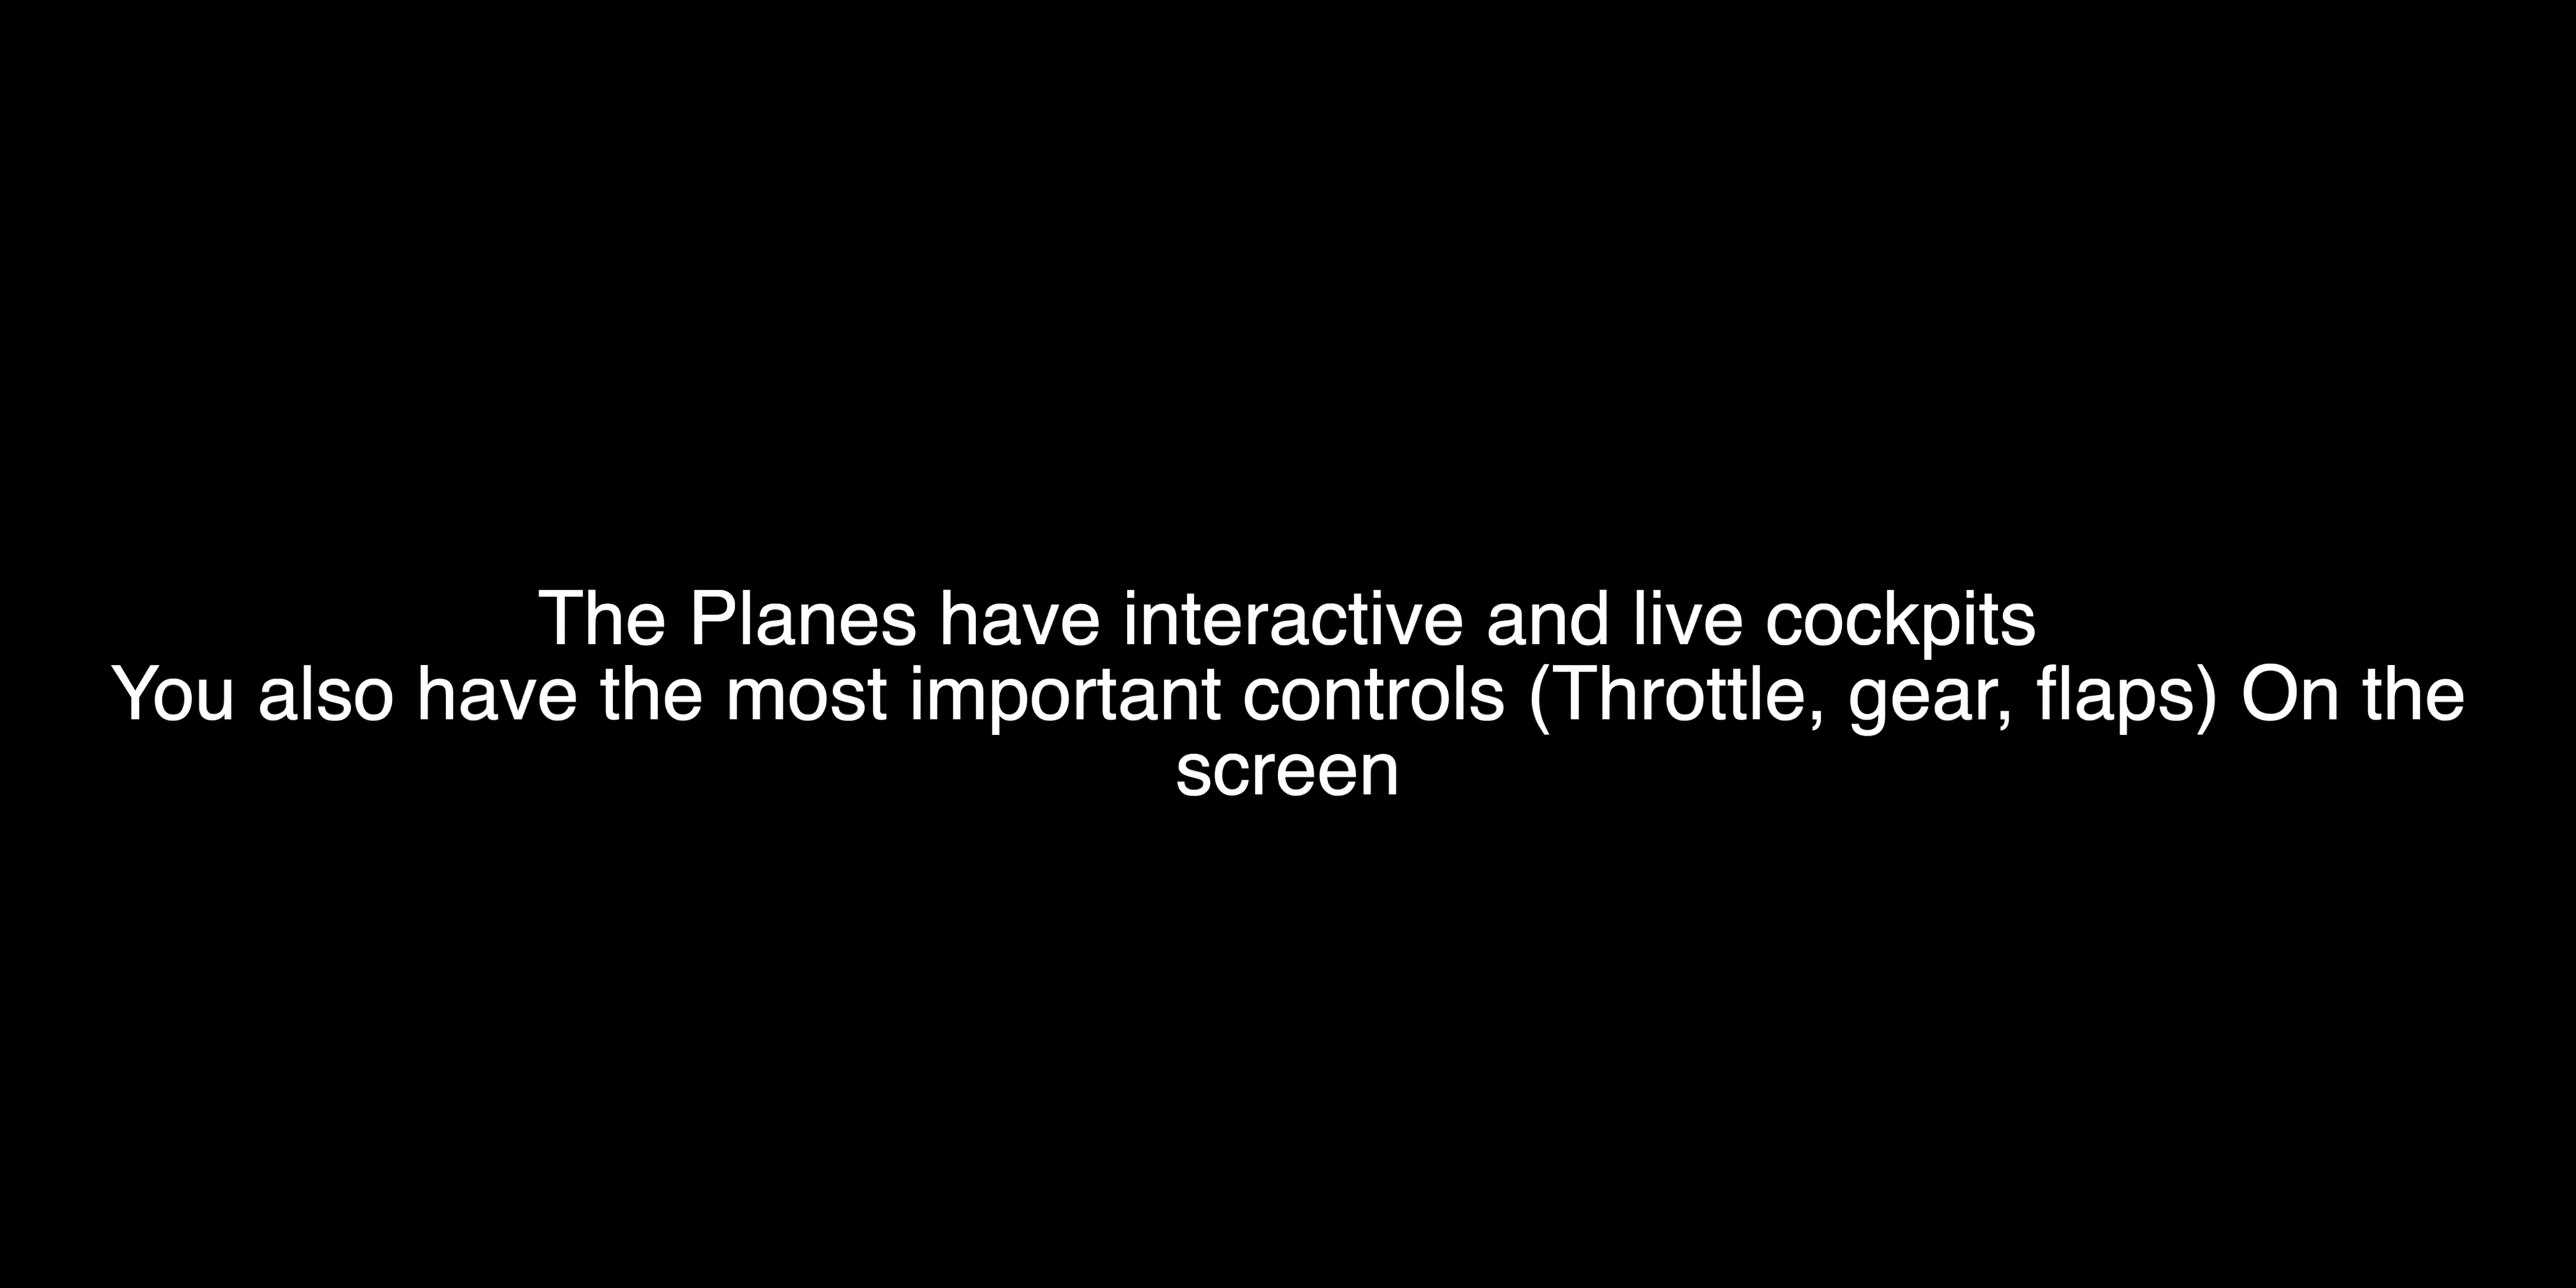 The Planes have interactive and live cockpits
You also have the most important controls (Throttle, gear, flaps) On the
screen